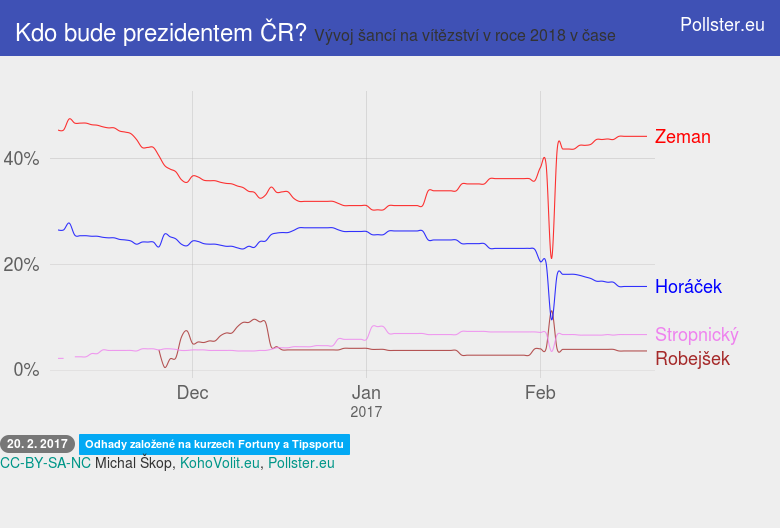 Kdo bude prezidentem ČR? Vývoj šancí na vítězství v roce 2018 v čase
Pollster.eu
40%
20%
0%
Zeman
Horáček
Stropnický
Robejšek
Dec
Jan
Feb
2017
20. 2. 2017 Odhady založené na kurzech Fortuny a Tipsportu
CC-BY-SA-NC Michal Škop, KohoVolit.eu, Pollster.eu